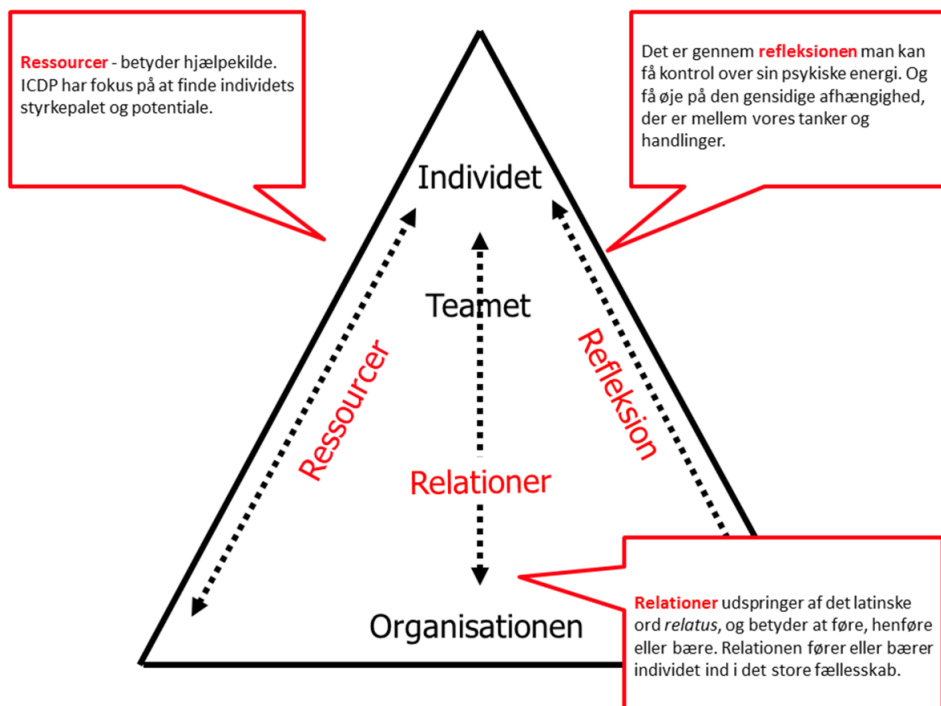 Ressourcer - betyder hjælpekilde.
ICDP har fokus på at finde individets
styrkepalet og potentiale.
Det er gennem refleksionen man kan
få kontrol over sin psykiske energi. Og
få øje på den gensidige afhængighed,
der er mellem vores tanker og
handlinger.
Individet
Teamet
Ressourcer
Refleksion
Relationer
Organisationen
Relationer udspringer af det latinske
ord relatus, og betyder at føre, henføre
eller bære. Relationen fører eller bærer
individet ind i det store fællesskab.